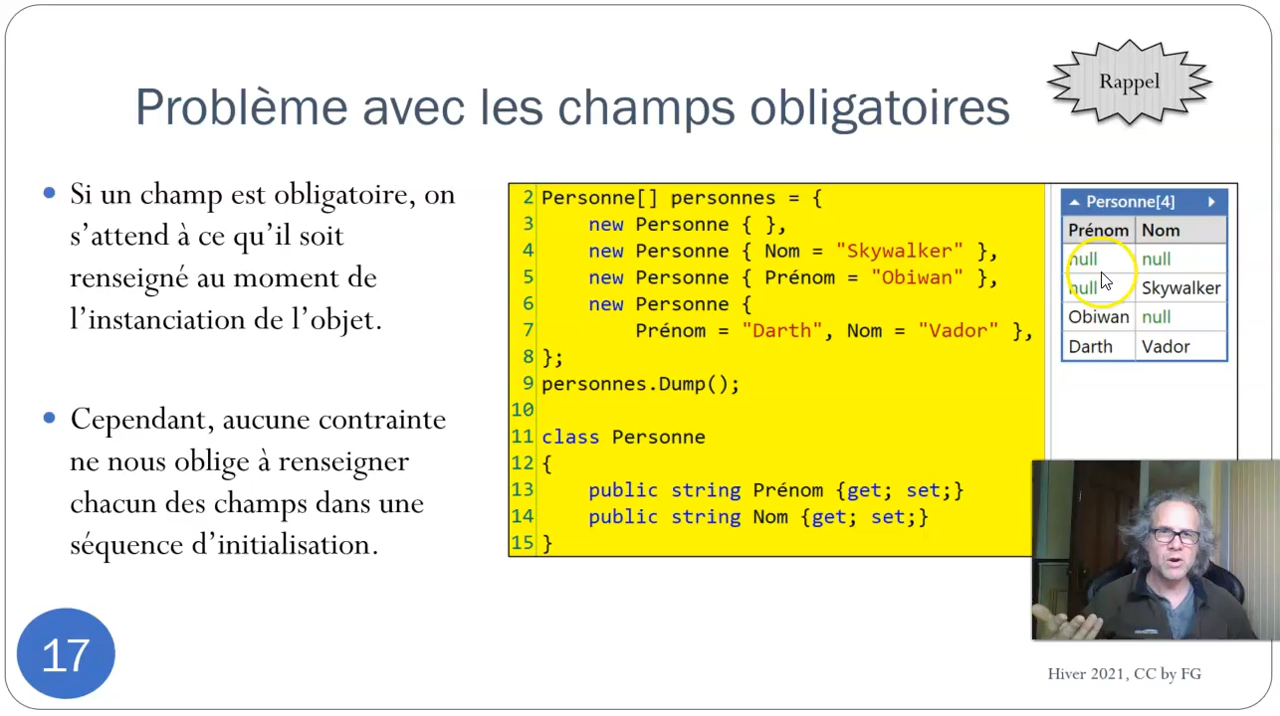 Rappel
Problème avec les champs obligatoires
Si un champ est obligatoire, on
s'attend à ce qu'il soit
renseigné au moment de
l'instanciation de l'objet.
Cependant, aucune contrainte
ne nous oblige à renseigner
chacun des champs dans une
séquence d'initialisation.
2 Personne[] personnes = {
3 new Personne { },
4 new Personne { Nom = "Skywalker" },
5 new Personne { Prénom = "Obiwan" },
6 new Personne {
7 Prénom = "Darth", Nom = "Vador" },
8 };
9 personnes.Dump();
10
11 class Personne
12 {
13 public string Prénom {get; set;}
14 public string Nom {get; set;}
15 }
Personne[4]
Prénom Nom
null null
null Skywalker
Obiwan null
Darth Vador
17
Hiver 2021, CC by FG